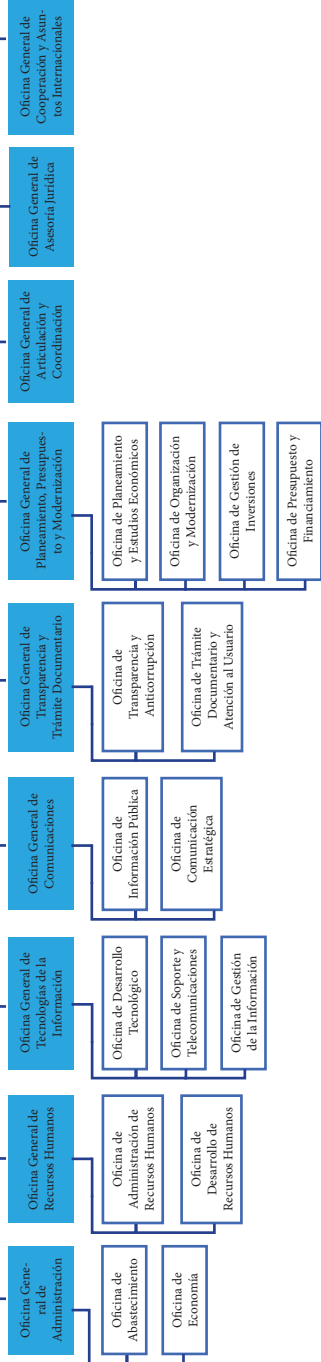 Oficina Gene-
ral de
Administración
Oficina de
Abastecimiento
Oficina de
Economía
Oficina General de
Recursos Humanos
Oficina de
Administración de
Recursos Humanos
Oficina de
Desarrollo de
Recursos Humanos
Oficina General de
Tecnologías de la
Información
Oficina de Desarrollo
Tecnológico
Oficina de Soporte y
Telecomunicaciones
Oficina de Gestión
de la Información
Oficina General de
Comunicaciones
Oficina de
Información Pública
Oficina de
Comunicación
Estratégica
Oficina General de
Transparencia y
Trámite Documentario
Oficina de
Transparencia y
Anticorrupción
Oficina de Trámite
Documentario y
Atención al Usuario
Oficina General de
Planeamiento, Presupues-
to y Modernización
Oficina de Planeamiento
y Estudios Económicos
Oficina de Organización
y Modernización
Oficina de Gestión de
Inversiones
Oficina de Presupuesto y
Financiamiento
Oficina General de
Articulación y
Coordinación
Oficina General de
Asesoría Jurídica
Oficina General de
Cooperación y Asun-
tos Internacionales